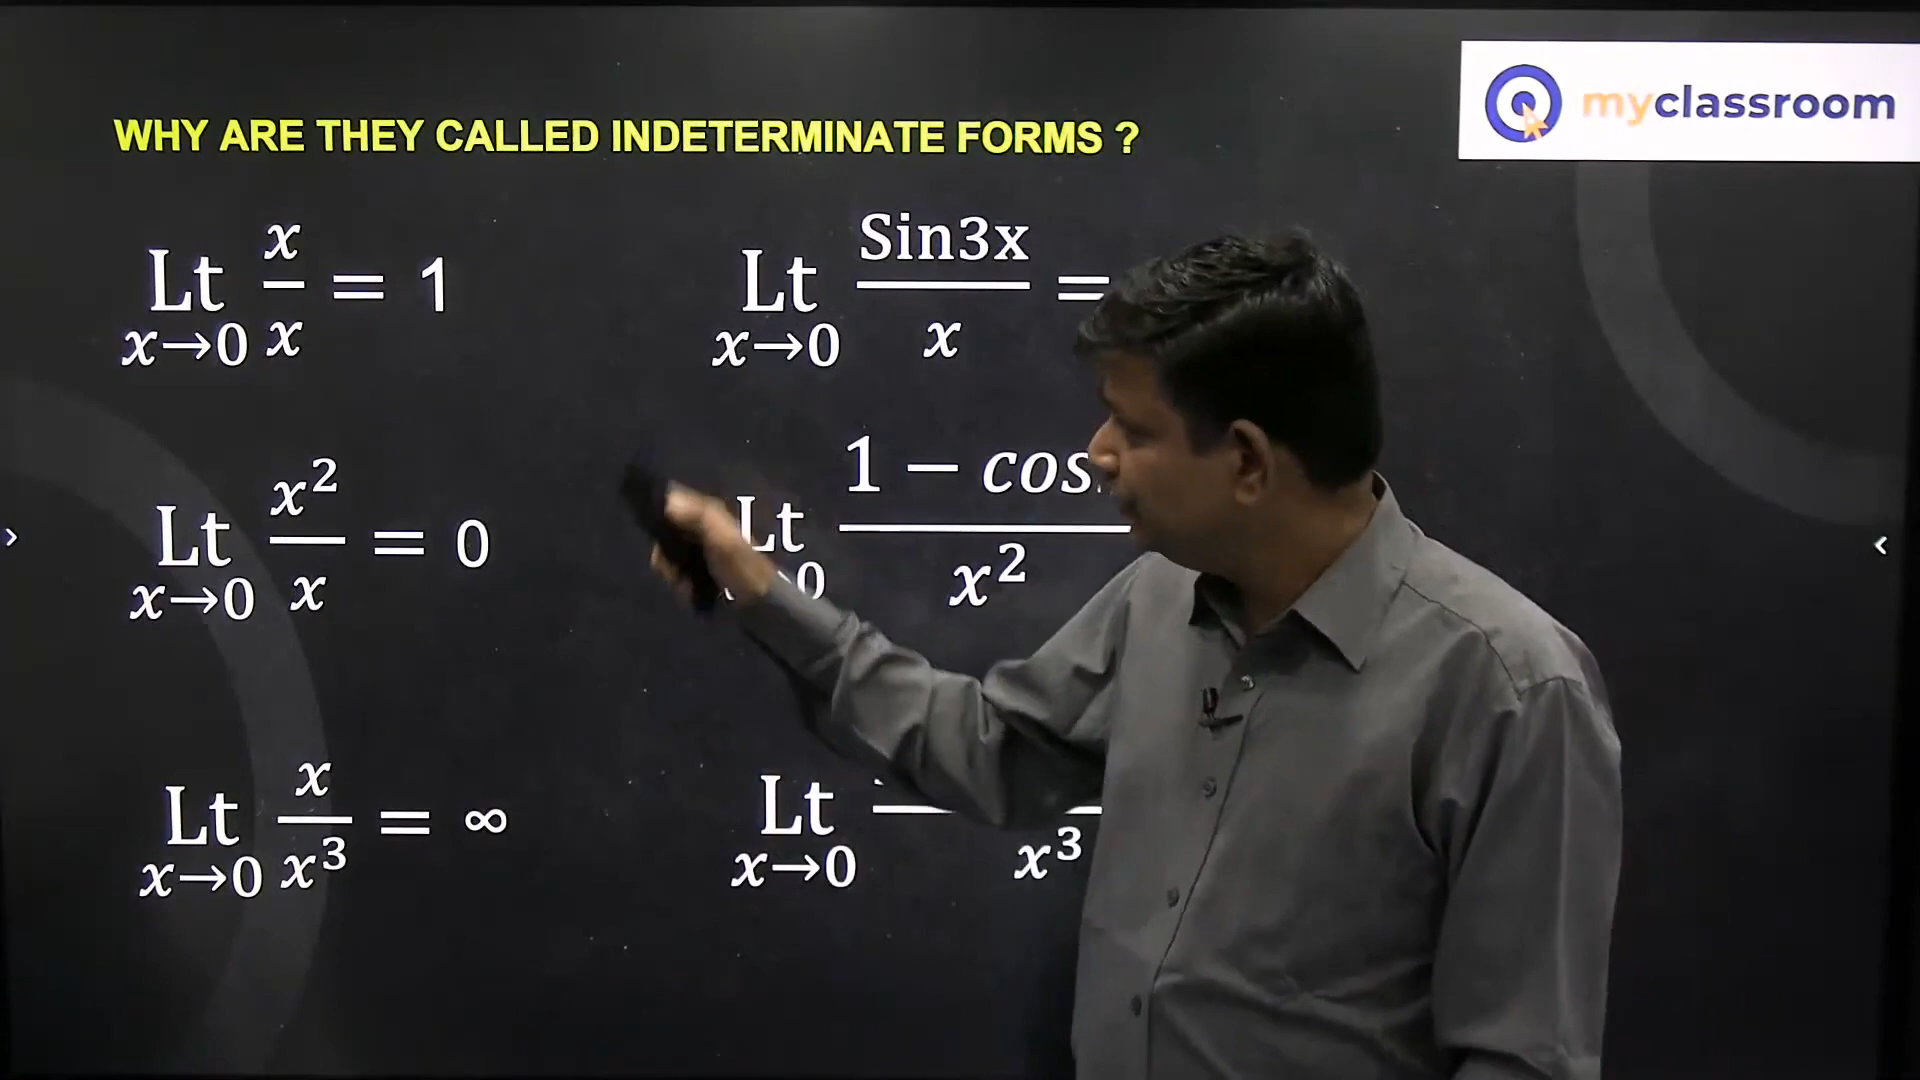 myclassroom
WHY ARE THEY CALLED INDETERMINATE FORMS ?
Lt x→0 x/x = 1
Lt x→0 Sin3x/x =
Lt x→0 x²/x = 0
Lt x→0 1 − cos / x²
Lt x→0 x/x³ = ∞
Lt x→0 x³